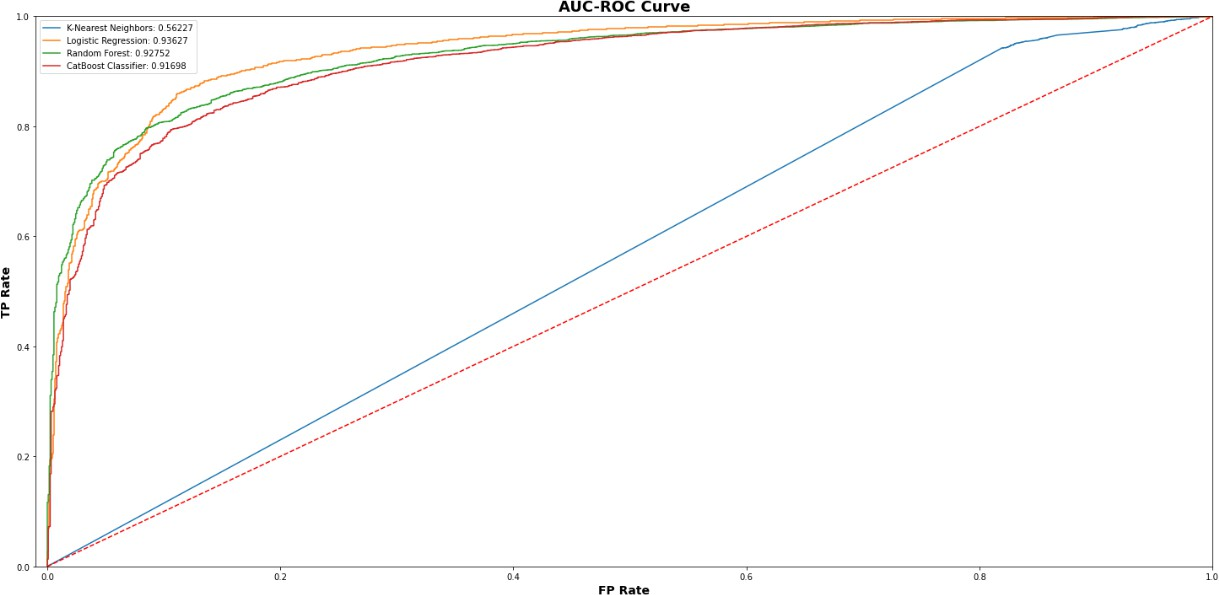 AUC-ROC Curve
K-Nearest Neighbors: 0.56227
Logistic Regression: 0.93627
Random Forest: 0.92752
CatBoost Classifier: 0.91698
1.0
0.8
0.6
0.4
0.2
0.0
TP Rate
0.0 0.2 0.4 0.6 0.8 1.0
FP Rate